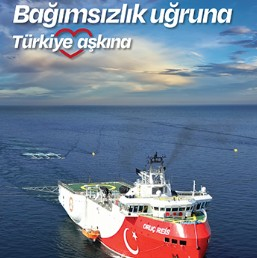 Bağımsızlık uğruna
Türkiye aşkına
ORUÇ REİS